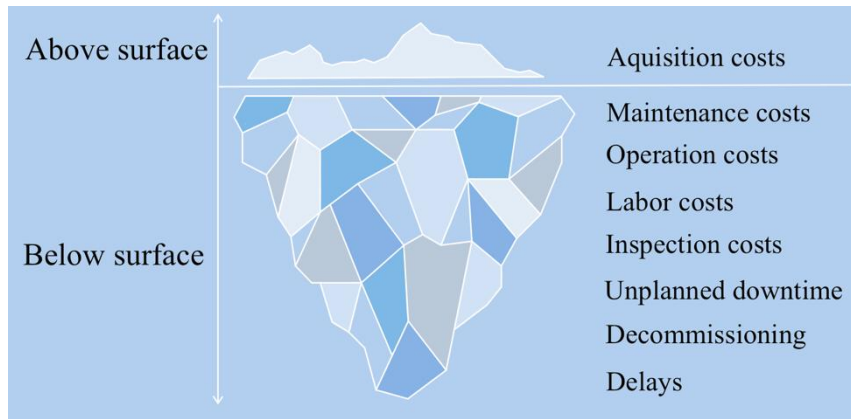 Above surface
Aquisition costs
Maintenance costs
Operation costs
Labor costs
Below surface
Inspection costs
Unplanned downtime
Decommissioning
Delays